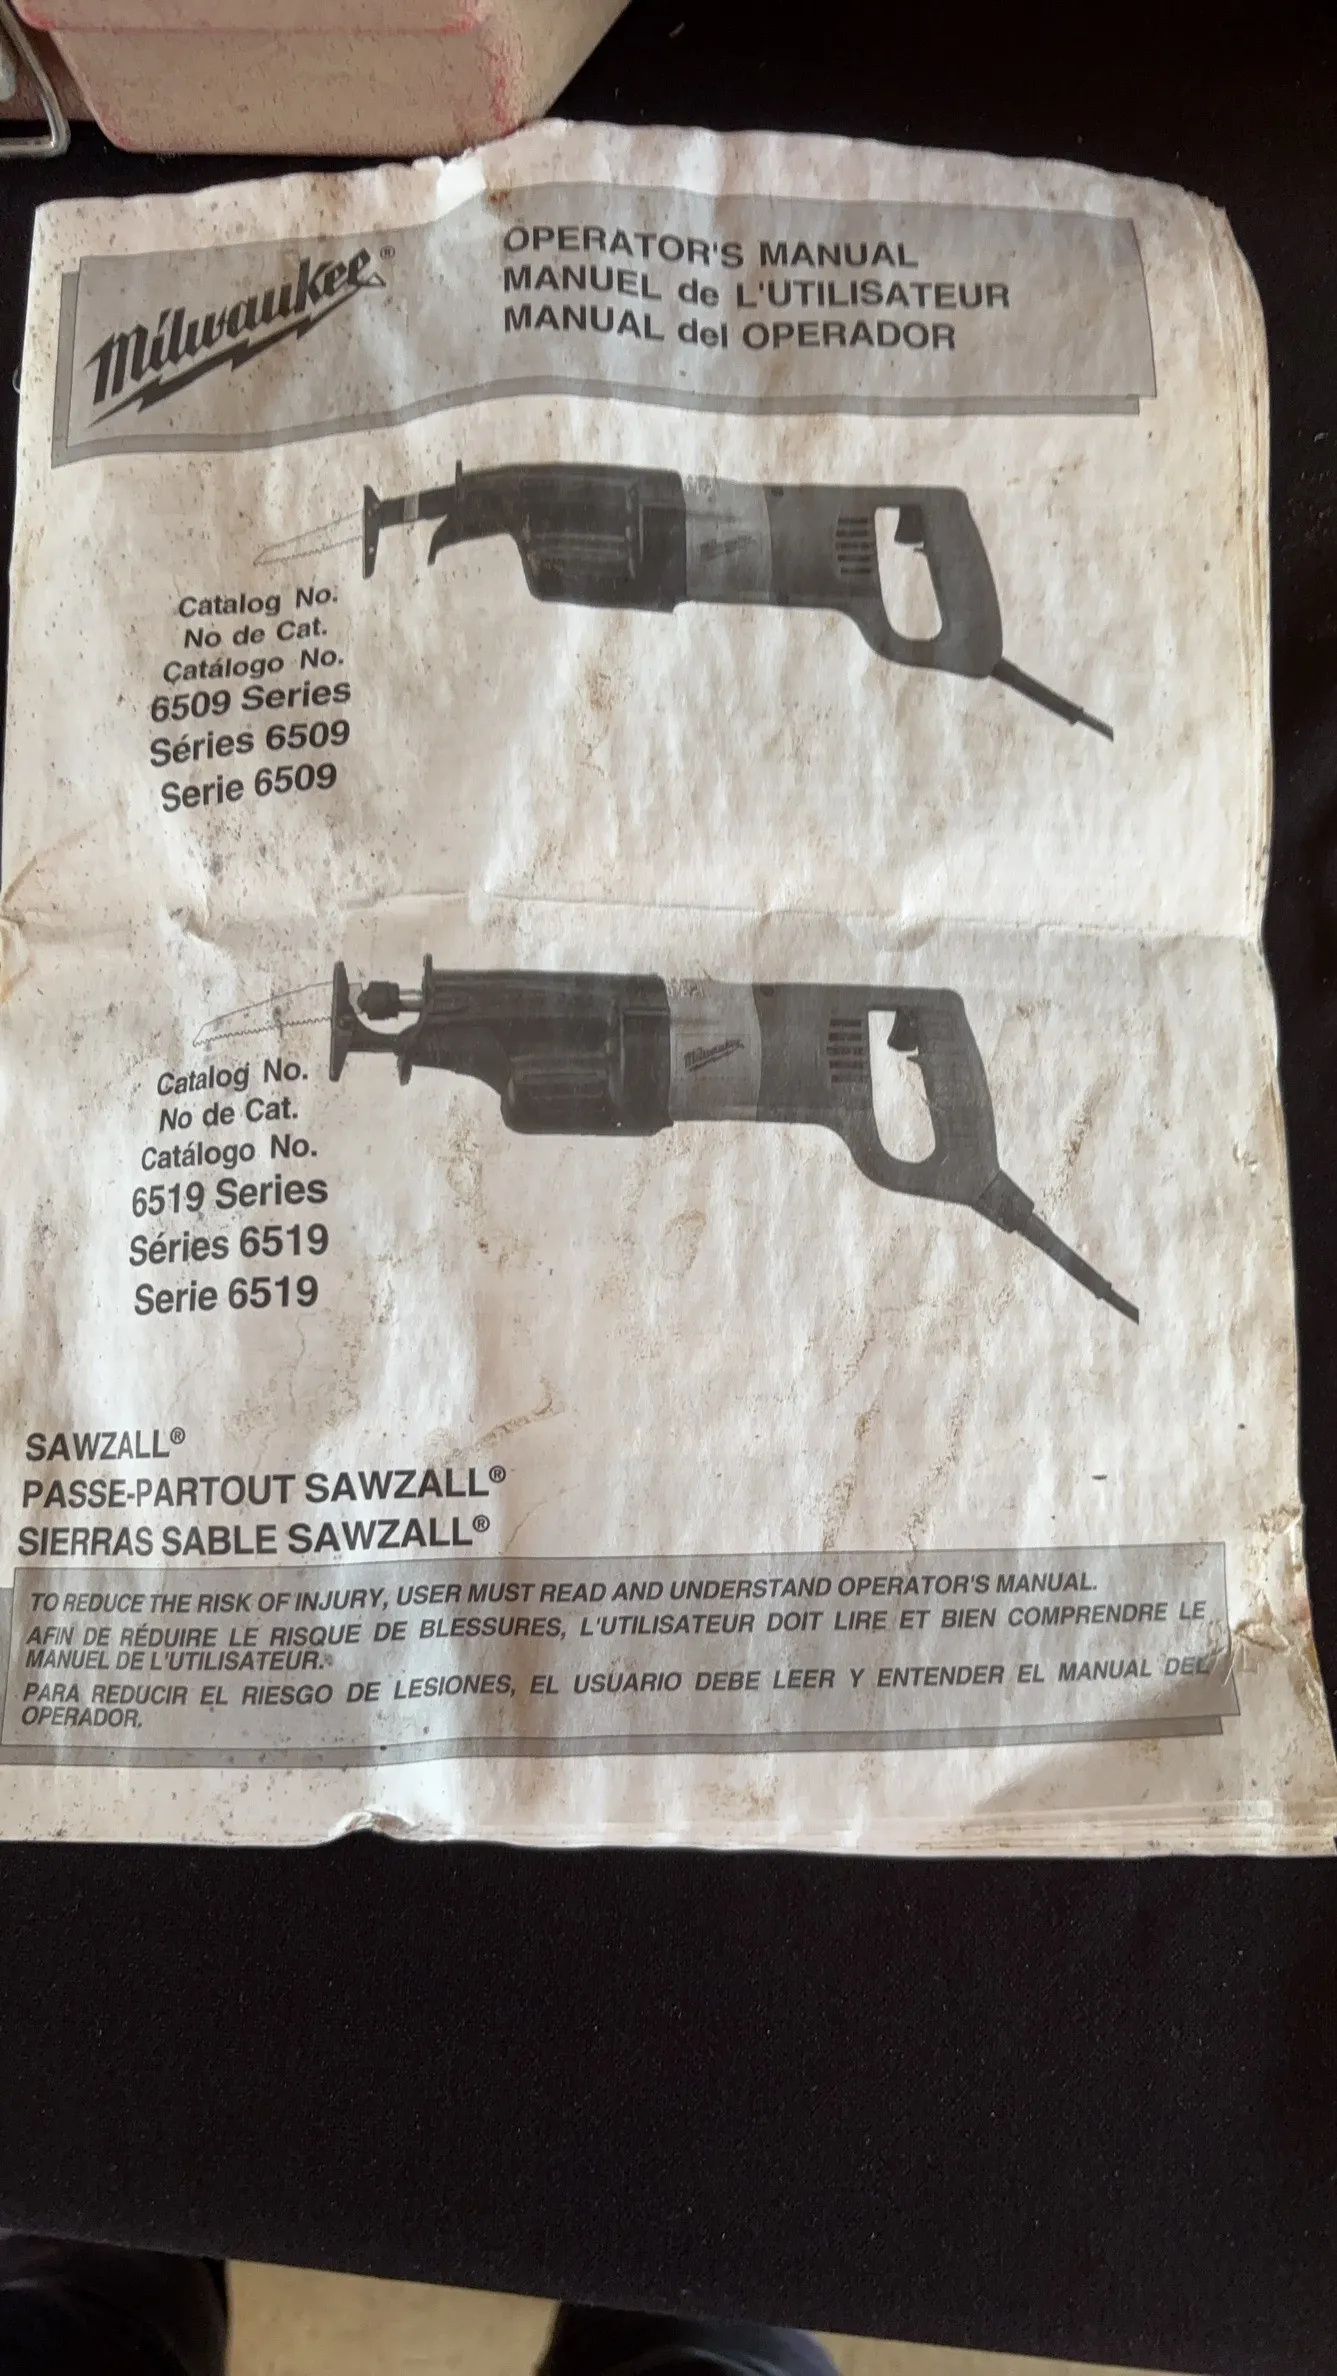 Milwaukee®
OPERATOR'S MANUAL
MANUEL de L'UTILISATEUR
MANUAL del OPERADOR
Catalog No.
No de Cat.
Catálogo No.
6509 Series
Séries 6509
Serie 6509
Milwaukee
Catalog No.
No de Cat.
Catálogo No.
6519 Series
Séries 6519
Serie 6519
SAWZALL®
PASSE-PARTOUT SAWZALL®
SIERRAS SABLE SAWZALL®
TO REDUCE THE RISK OF INJURY, USER MUST READ AND UNDERSTAND OPERATOR'S MANUAL.
AFIN DE RÉDUIRE LE RISQUE DE BLESSURES, L'UTILISATEUR DOIT LIRE ET BIEN COMPRENDRE LE
MANUEL DE L'UTILISATEUR.
PARA REDUCIR EL RIESGO DE LESIONES, EL USUARIO DEBE LEER Y ENTENDER EL MANUAL DEL
OPERADOR.